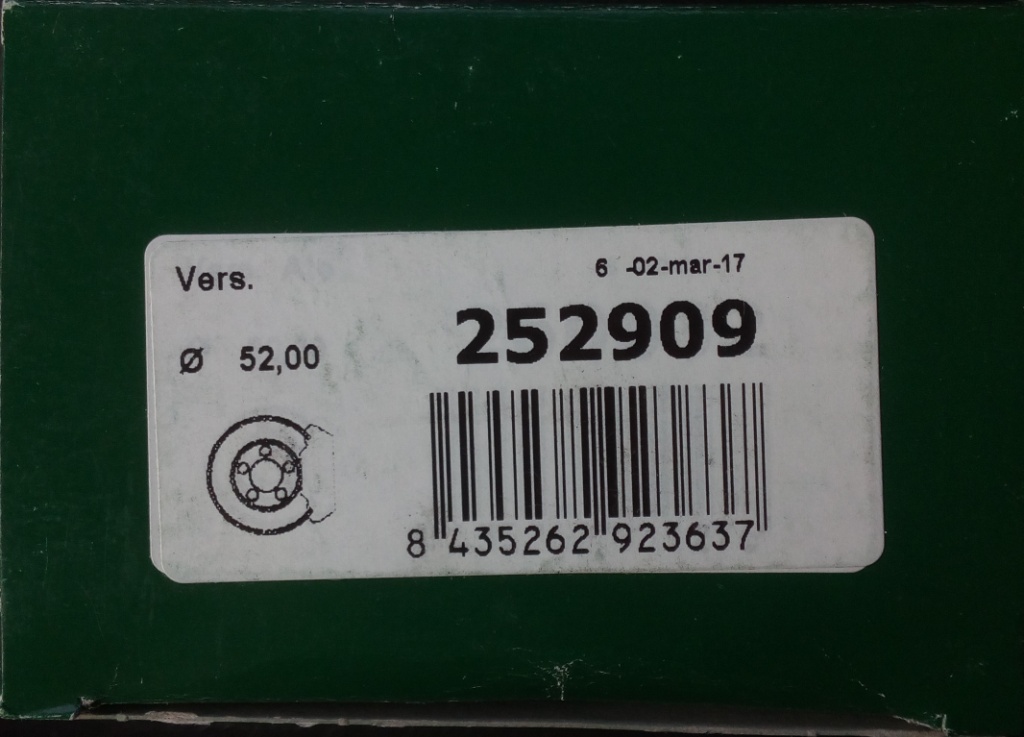 Vers.
6 -02-mar-17
252909
Ø 52,00
8 435262 923637